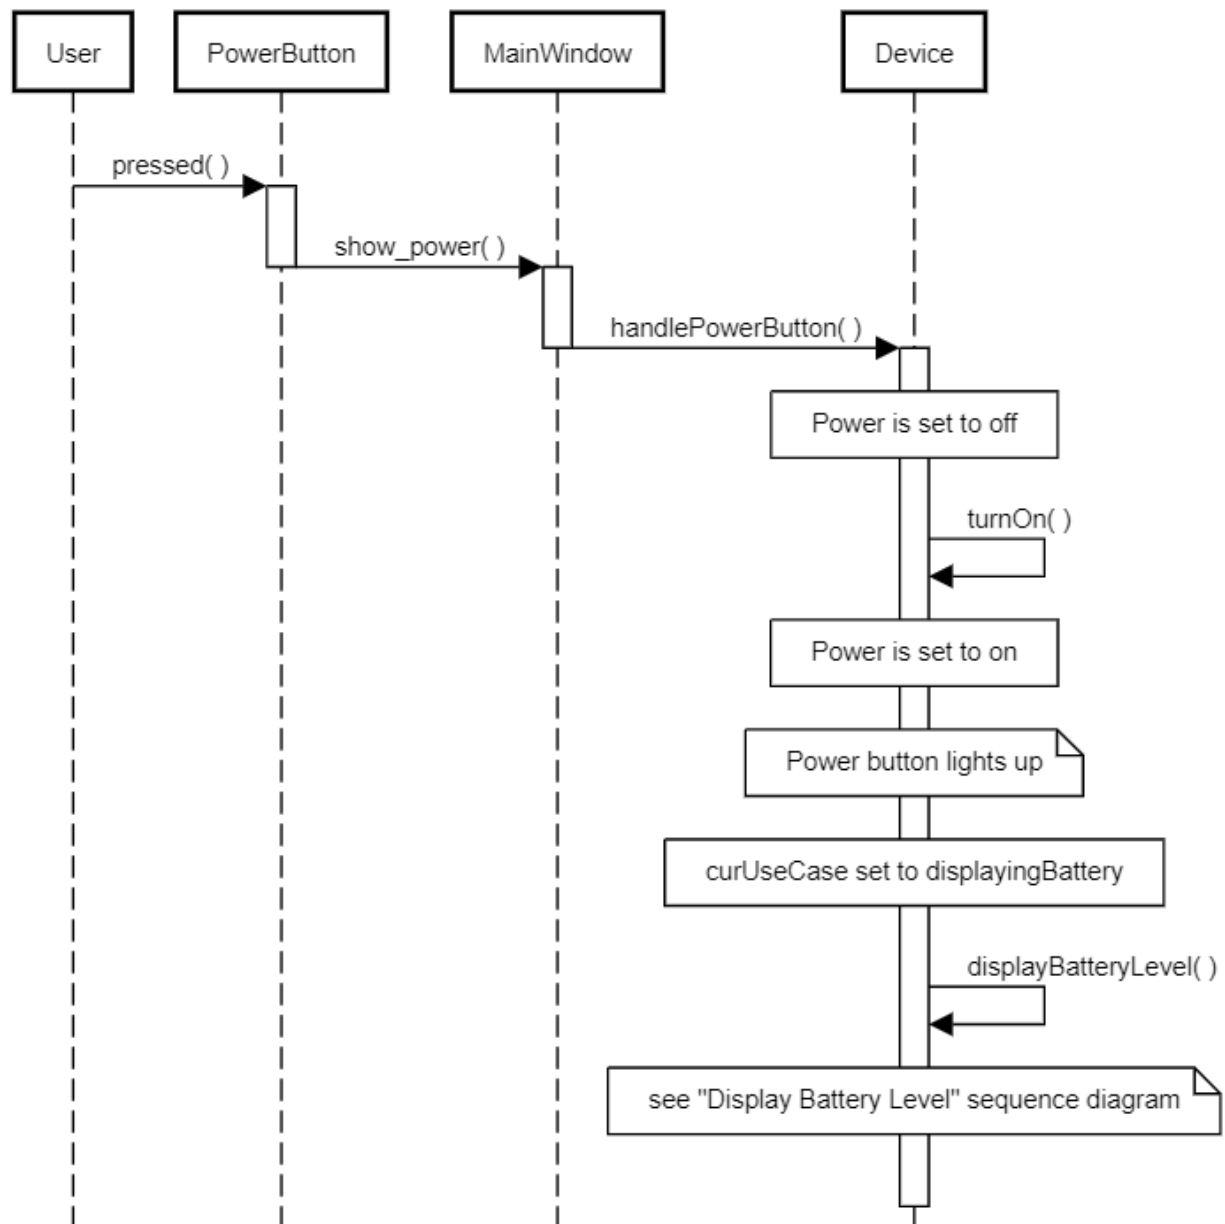 User
PowerButton
MainWindow
Device
pressed( )
show_power( )
handlePowerButton( )
Power is set to off
turnOn( )
Power is set to on
Power button lights up
curUseCase set to displayingBattery
displayBatteryLevel( )
see "Display Battery Level" sequence diagram